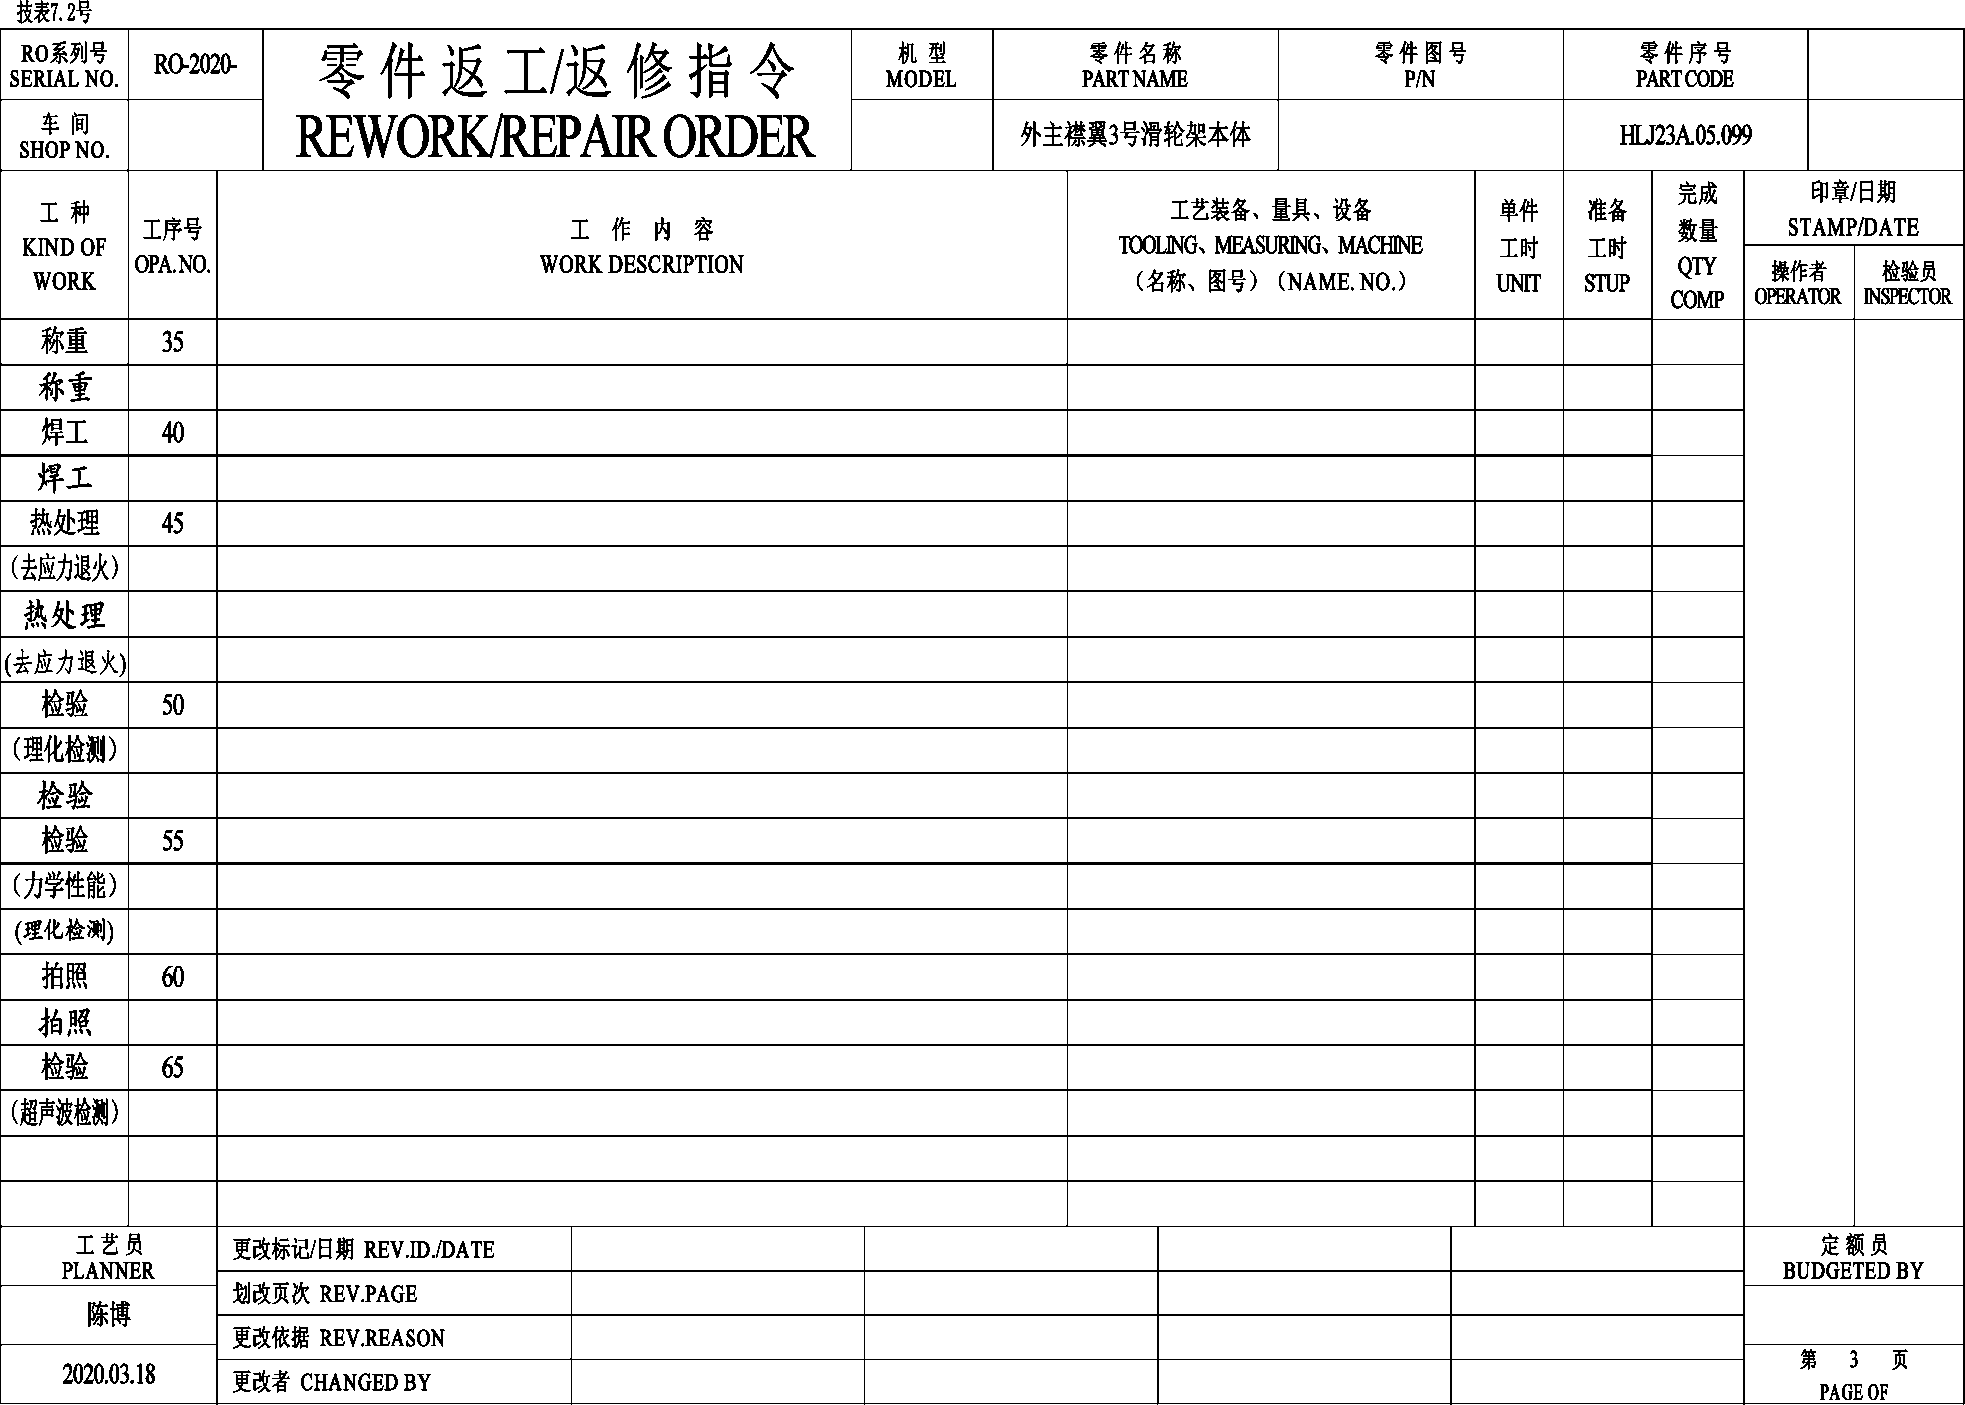 技表7.2号
RO系列号
SERIAL NO.
RO-2020-
零件返工/返修指令
REWORK/REPAIR ORDER
机 型
MODEL
零件名称
PART NAME
零件图号
P/N
零件序号
PART CODE
车 间
SHOP NO.
外主襟翼3号滑轮架本体
HLJ23A.05.099
工 种
KIND OF
WORK
工序号
OPA. NO.
工 作 内 容
WORK DESCRIPTION
工艺装备、量具、设备
TOOLING、MEASURING、MACHINE
（名称、图号）（NAME. NO.）
单件
工时
UNIT
准备
工时
STUP
完成
数量
QTY
COMP
印章/日期
STAMP/DATE
操作者
OPERATOR
检验员
INSPECTOR
称重 35
称重
焊工 40
焊工
热处理 45
（去应力退火）
热处理
(去应力退火)
检验 50
（理化检测）
检验
检验 55
（力学性能）
(理化检测)
拍照 60
拍照
检验 65
（超声波检测）
工艺员
PLANNER
陈博
2020.03.18
更改标记/日期 REV.ID./DATE
划改页次 REV.PAGE
更改依据 REV.REASON
更改者 CHANGED BY
定额员
BUDGETED BY
第 3 页
PAGE OF